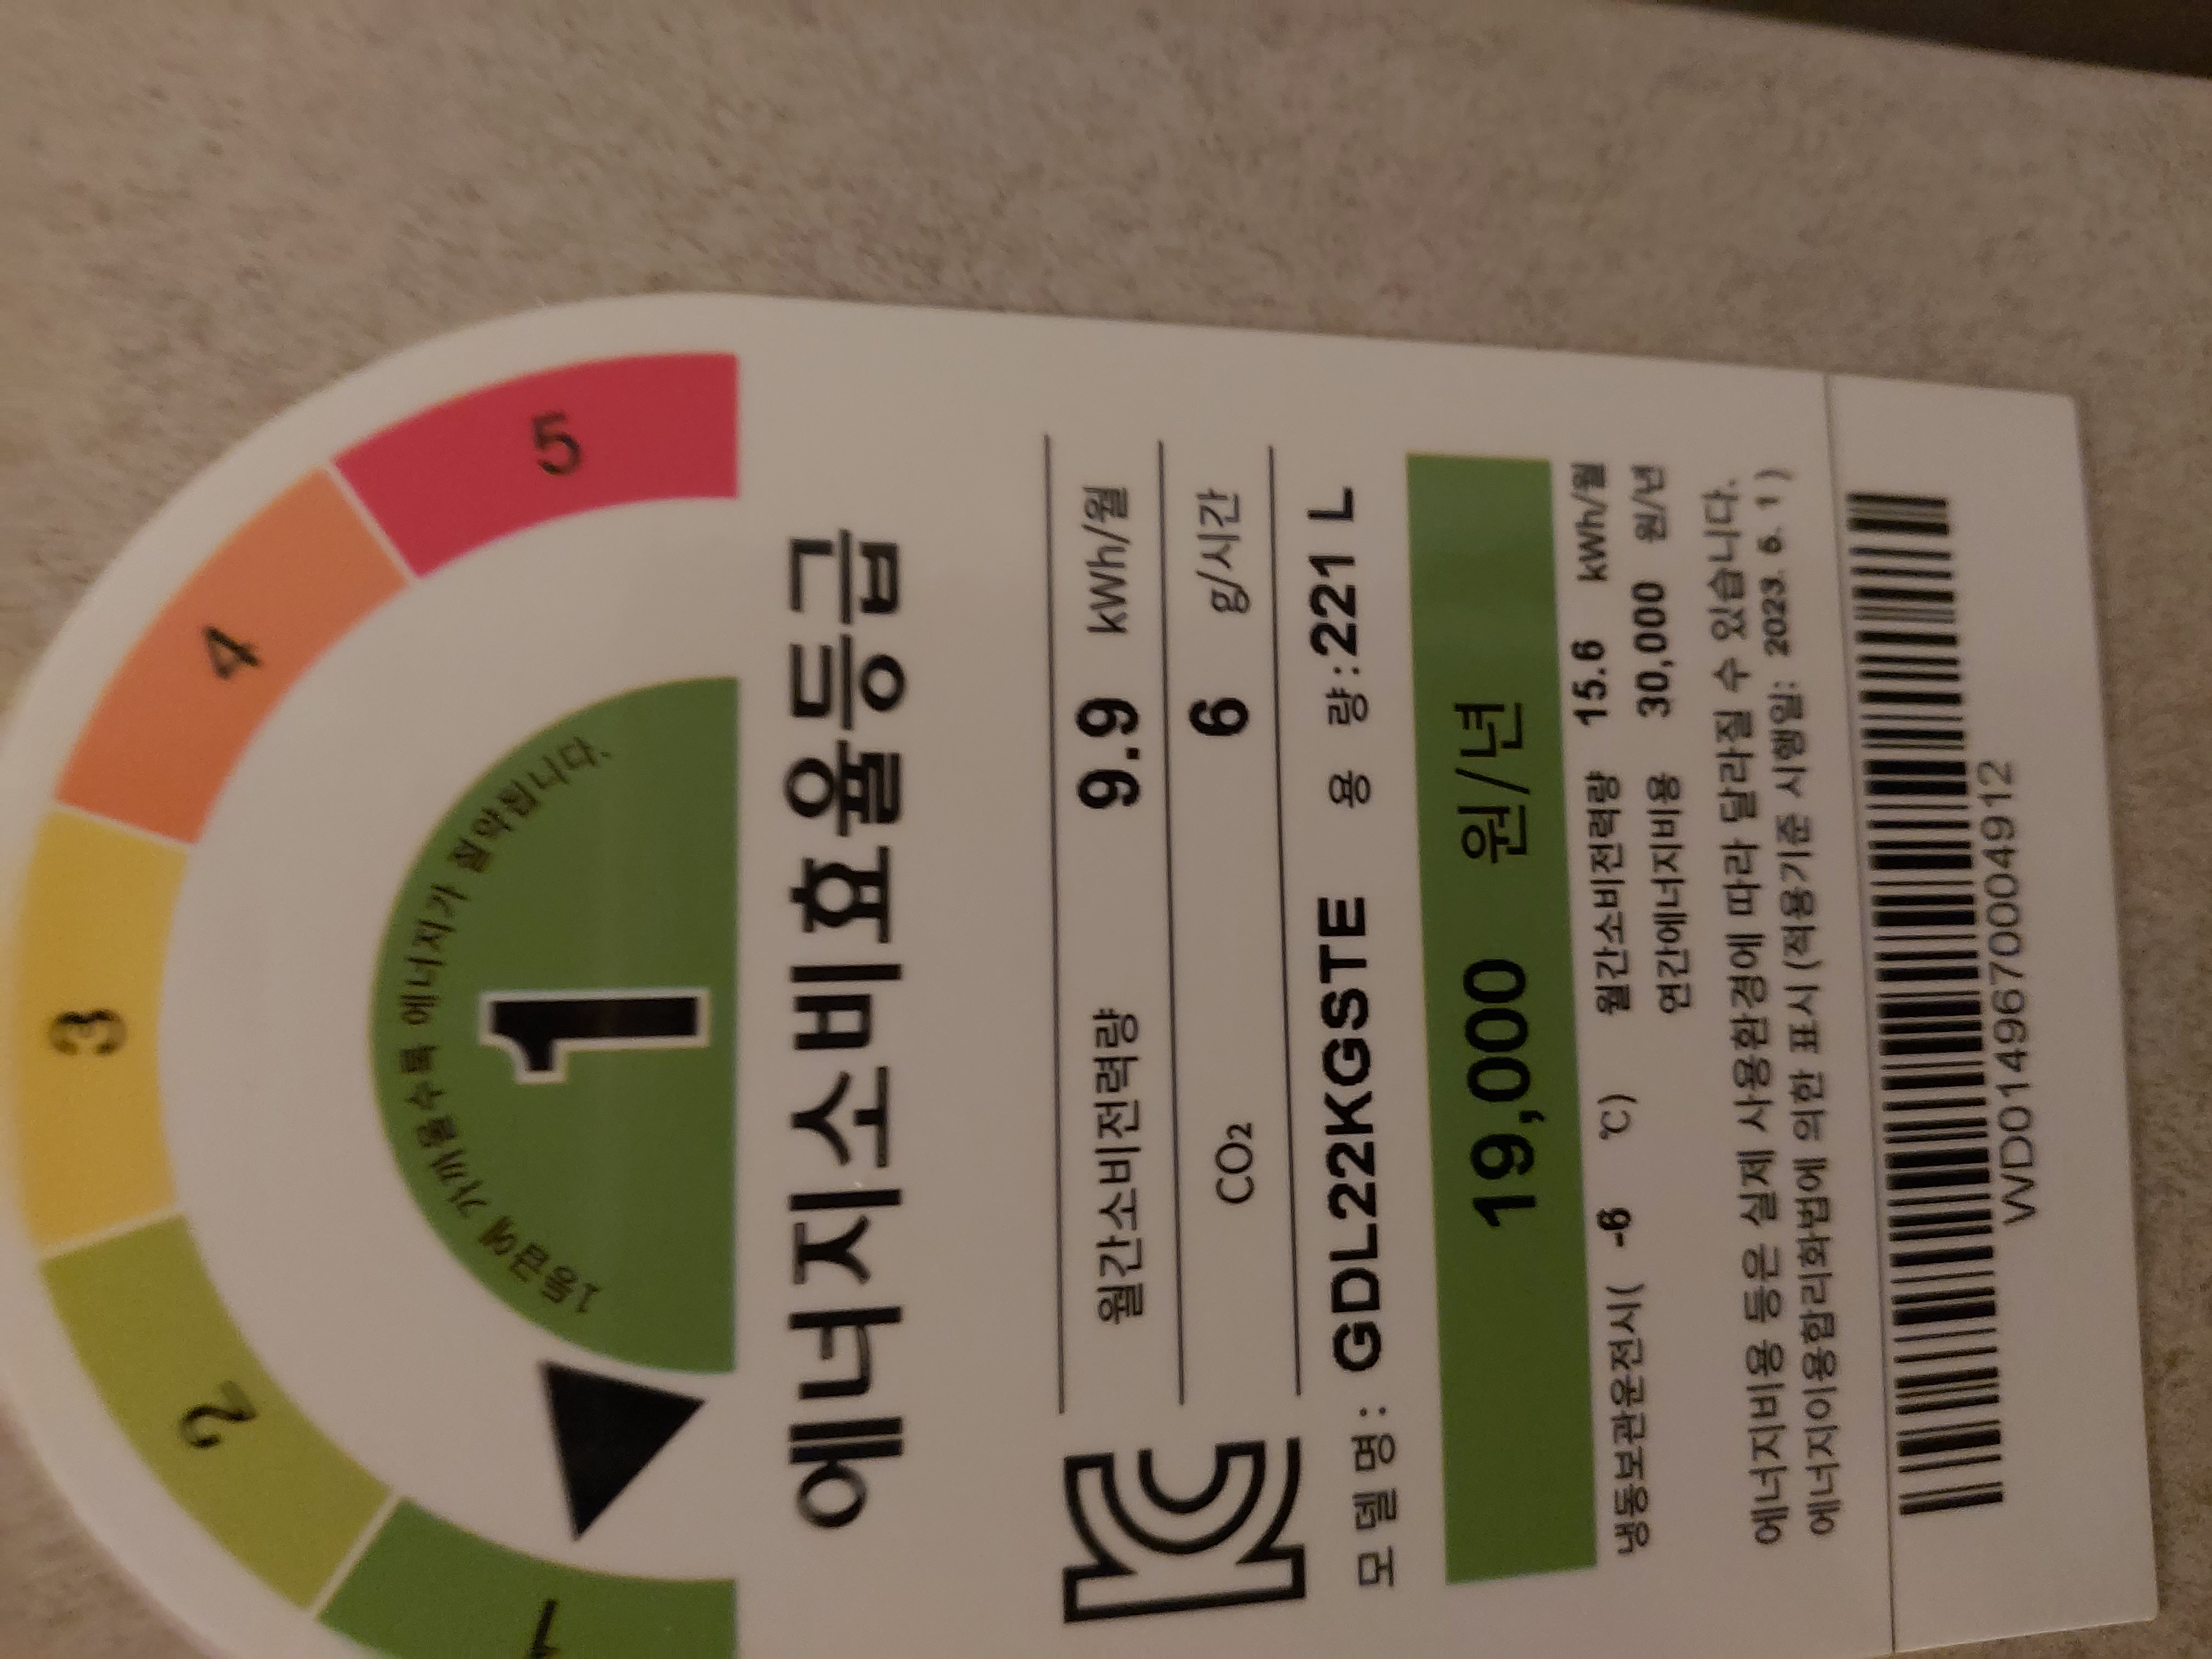 1 2 3 4 5
1등급에 가까울수록 에너지가 절약됩니다.
1
에너지소비효율등급
월간소비전력량 9.9 kWh/월
CO₂ 6 g/시간
모 델 명 : GDL22KGSTE 용 량 : 221 L
19,000 원/년
냉동보관운전시( -6 ℃) 월간소비전력량 15.6 kWh/월
연간에너지비용 30,000 원/년
에너지비용 등은 실제 사용환경에 따라 달라질 수 있습니다.
에너지이용합리화법에 의한 표시 (적용기준 시행일: 2023. 6. 1 )
WD01496700049​12